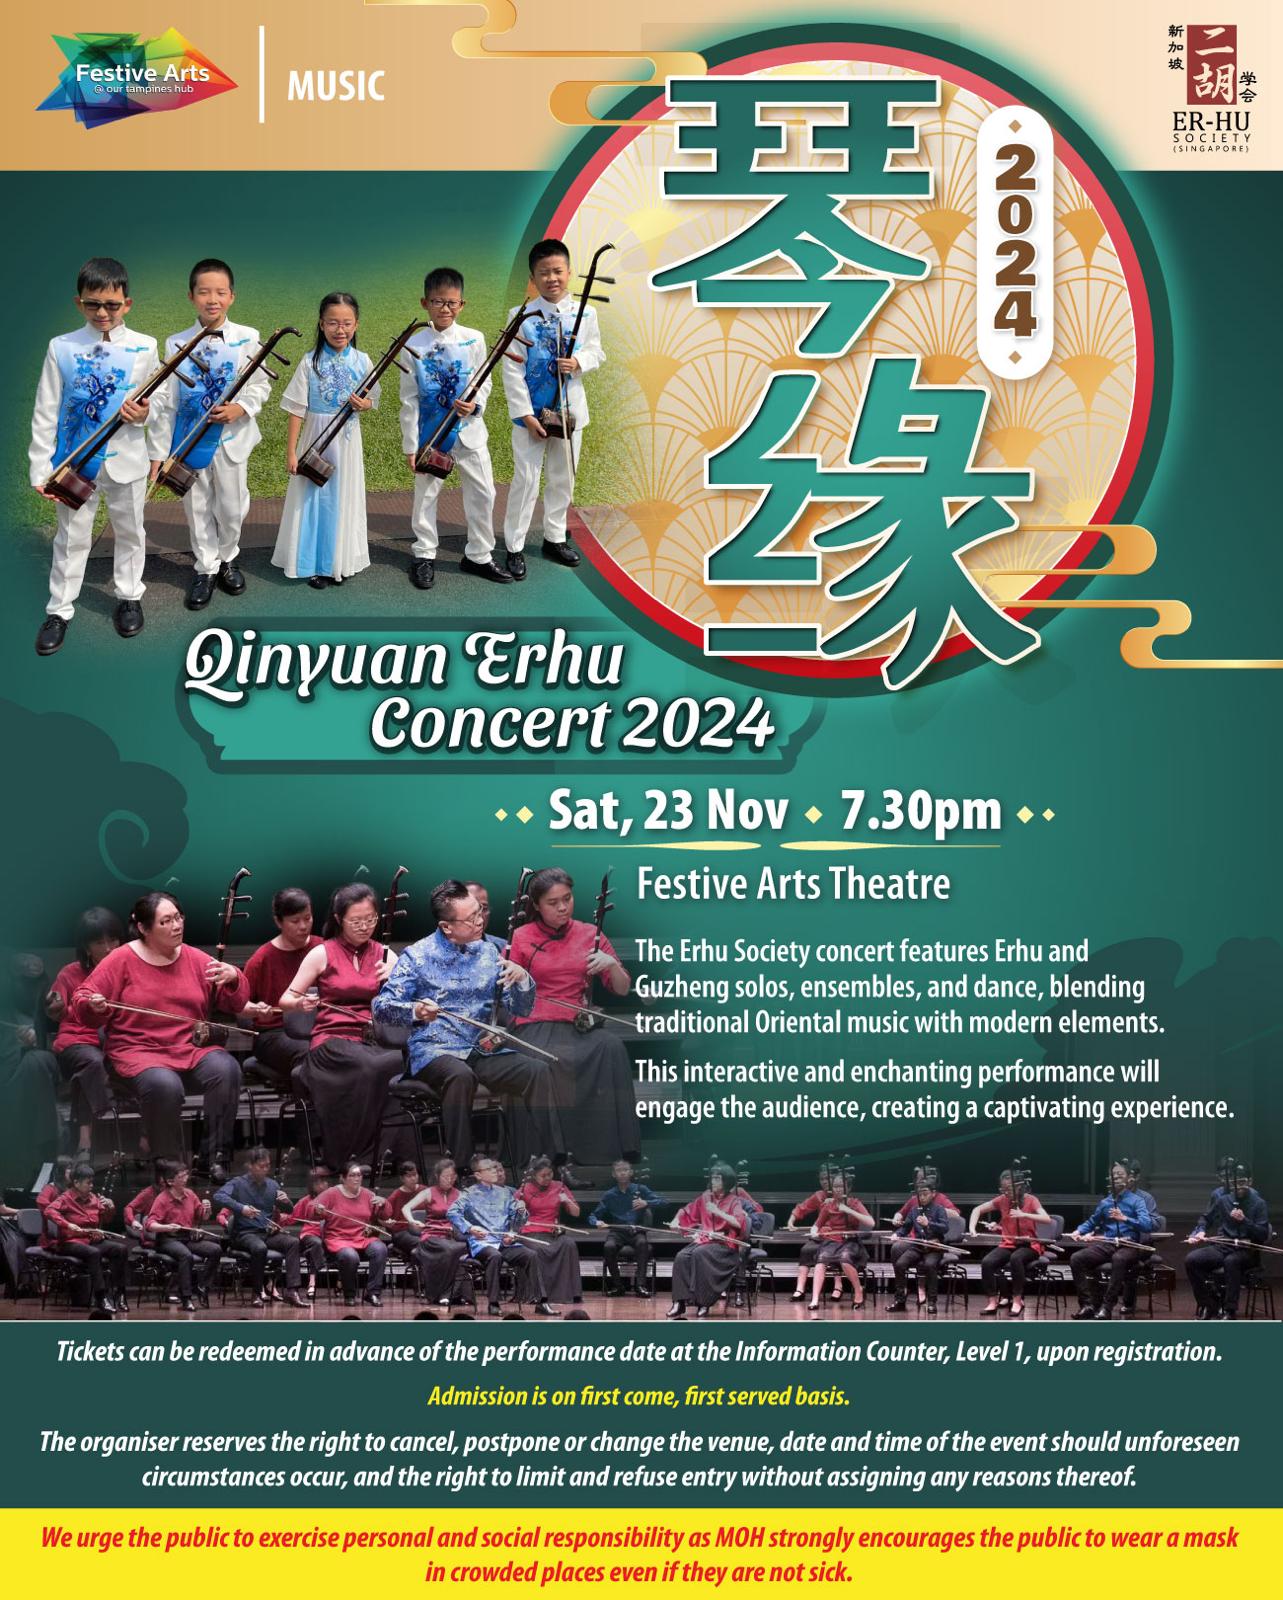 Festive Arts
@ our tampines hub
MUSIC
新加坡
二胡
学会
ER-HU
SOCIETY
(SINGAPORE)
琴缘
2024
Qinyuan Erhu
Concert 2024
Sat, 23 Nov 7.30pm
Festive Arts Theatre
The Erhu Society concert features Erhu and
Guzheng solos, ensembles, and dance, blending
traditional Oriental music with modern elements.
This interactive and enchanting performance will
engage the audience, creating a captivating experience.
Tickets can be redeemed in advance of the performance date at the Information Counter, Level 1, upon registration.
Admission is on first come, first served basis.
The organiser reserves the right to cancel, postpone or change the venue, date and time of the event should unforeseen
circumstances occur, and the right to limit and refuse entry without assigning any reasons thereof.
We urge the public to exercise personal and social responsibility as MOH strongly encourages the public to wear a mask
in crowded places even if they are not sick.